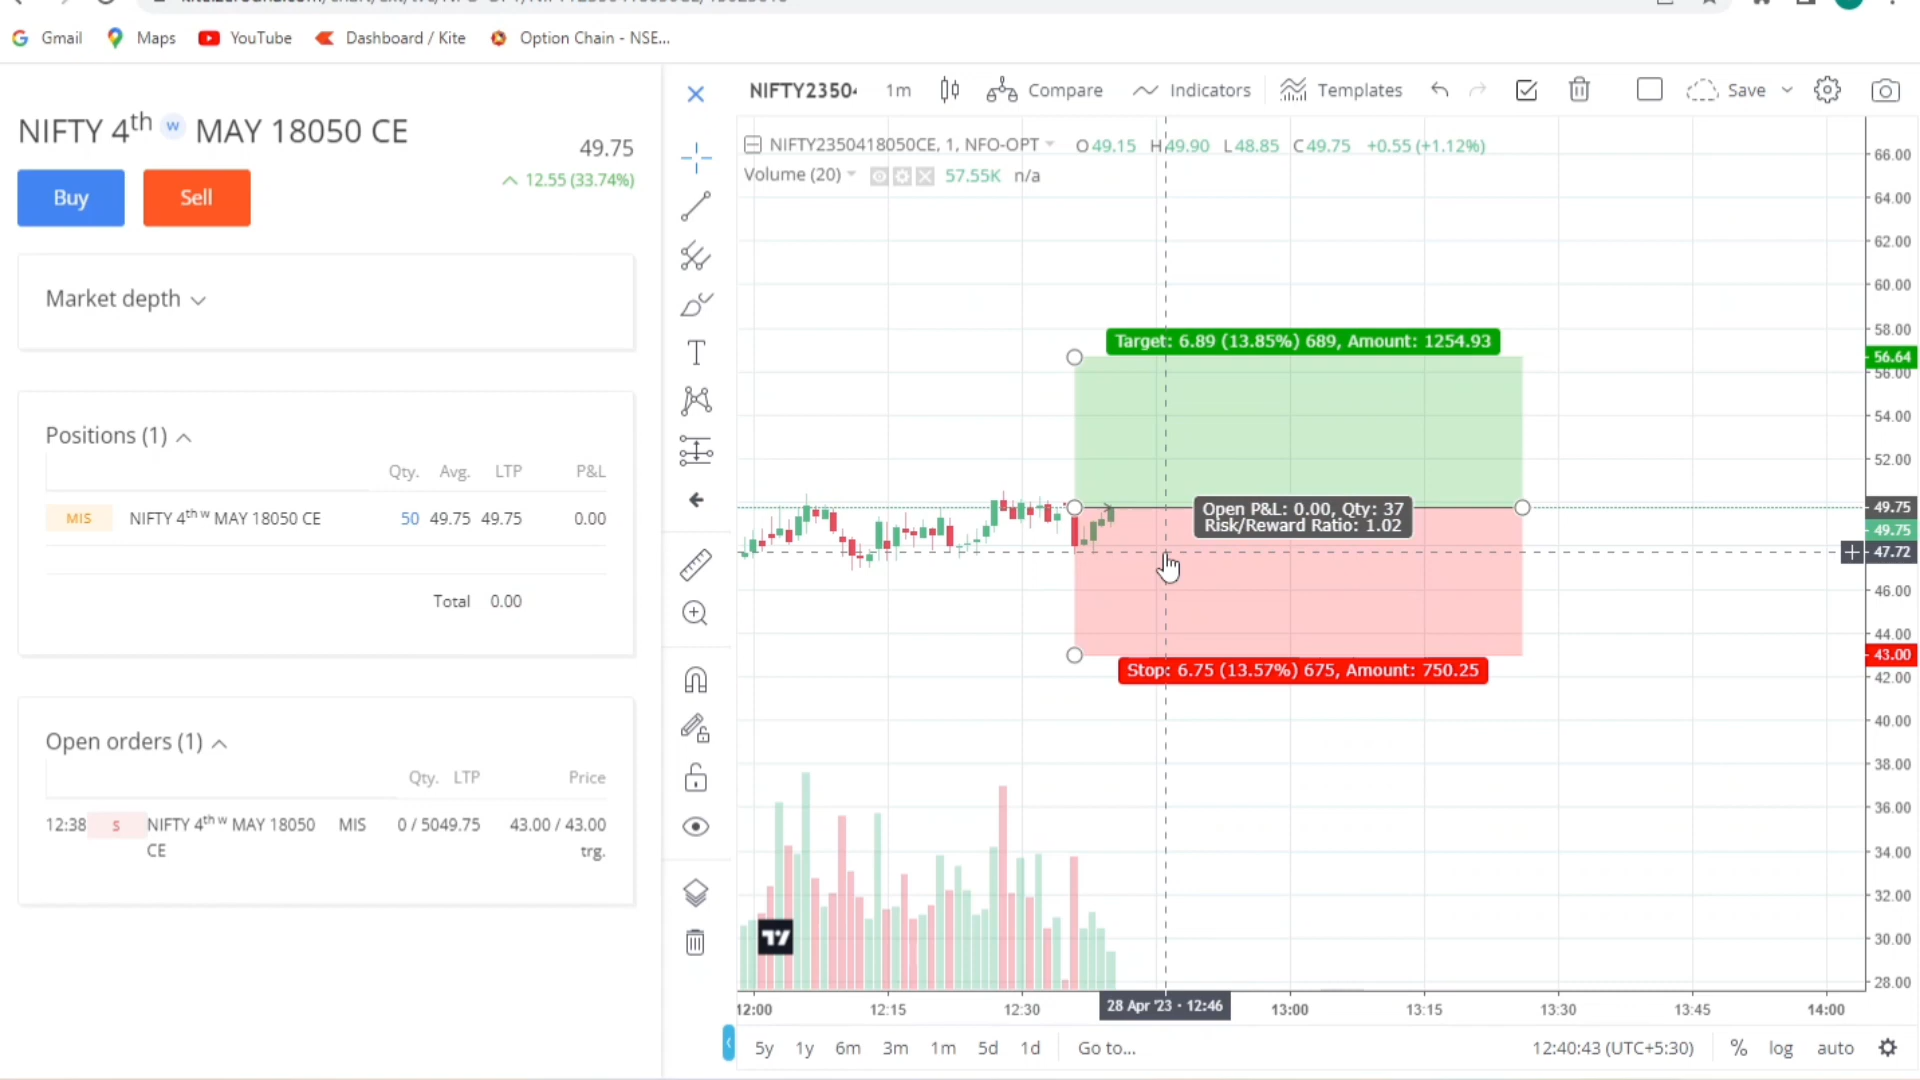 Gmail Maps YouTube Dashboard / Kite Option Chain - NSE...
NIFTY 4th w MAY 18050 CE
49.75
12.55 (33.74%)
Buy Sell
Market depth
Positions (1)
Qty. Avg. LTP P&L
MIS NIFTY 4th w MAY 18050 CE 50 49.75 49.75 0.00
Total 0.00
Open orders (1)
Qty. LTP Price
12:38 S NIFTY 4th w MAY 18050 MIS 0 / 50 49.75 43.00 / 43.00
CE trg.
NIFTY2350 1m Compare Indicators Templates Save
NIFTY2350418050CE, 1, NFO-OPT O49.15 H49.90 L48.85 C49.75 +0.55 (+1.12%)
Volume (20) 57.55K n/a
Target: 6.89 (13.85%) 689, Amount: 1254.93
Open P&L: 0.00, Qty: 37
Risk/Reward Ratio: 1.02
Stop: 6.75 (13.57%) 675, Amount: 750.25
66.00
64.00
62.00
60.00
58.00
56.64
56.00
54.00
52.00
49.75
49.75
47.72
46.00
44.00
43.00
42.00
40.00
38.00
36.00
34.00
32.00
30.00
28.00
12:00 12:15 12:30 28 Apr '23 · 12:46 13:00 13:15 13:30 13:45 14:00
5y 1y 6m 3m 1m 5d 1d Go to... 12:40:43 (UTC+5:30) % log auto